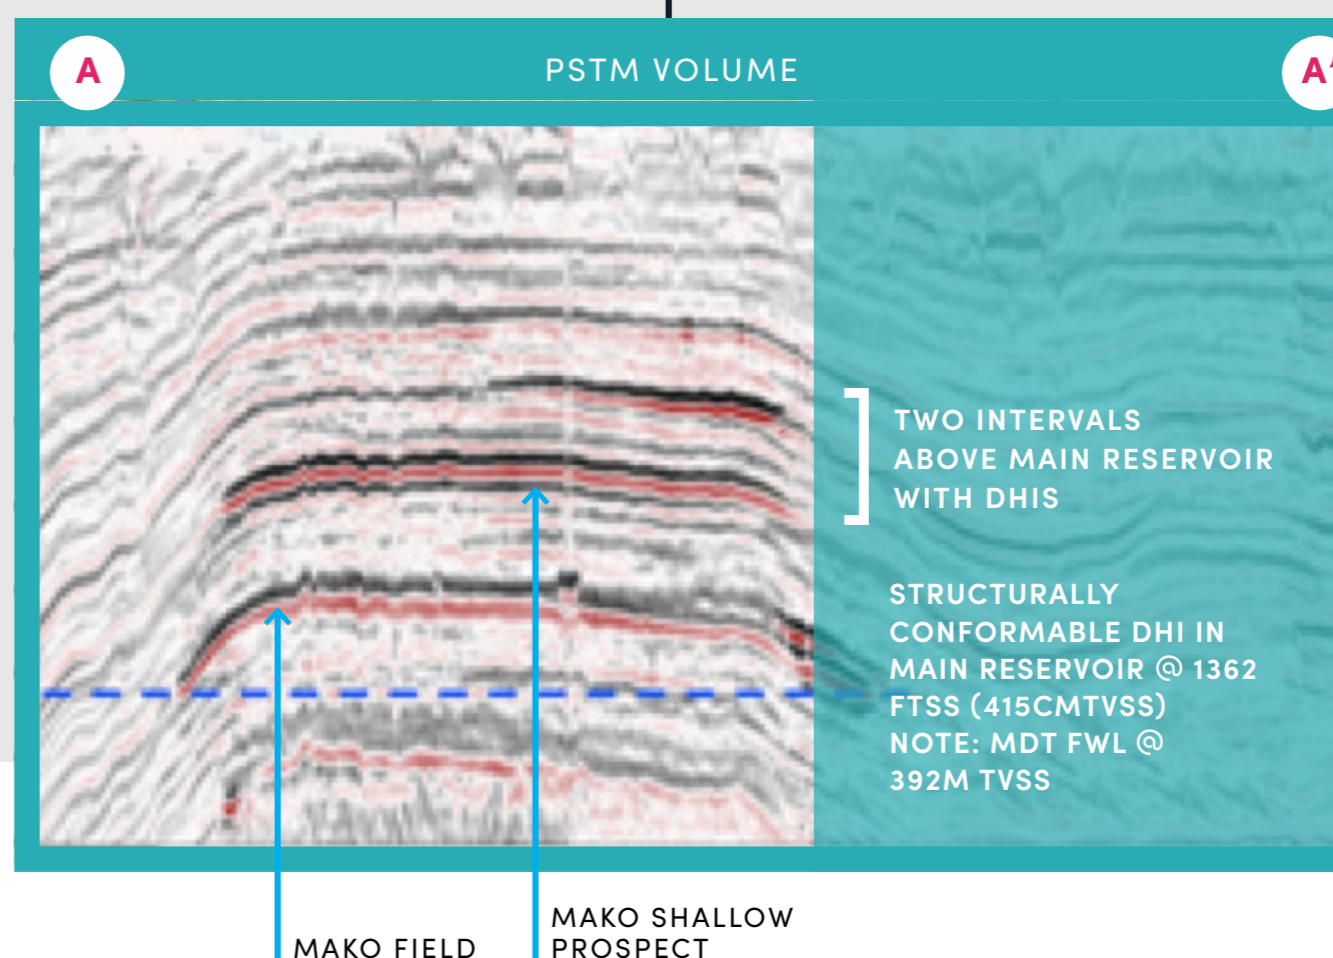 A
PSTM VOLUME
A'
TWO INTERVALS
ABOVE MAIN RESERVOIR
WITH DHIS
STRUCTURALLY
CONFORMABLE DHI IN
MAIN RESERVOIR @ 1362
FTSS (415CMTVSS)
NOTE: MDT FWL @
392M TVSS
MAKO SHALLOW
PROSPECT
MAKO FIELD